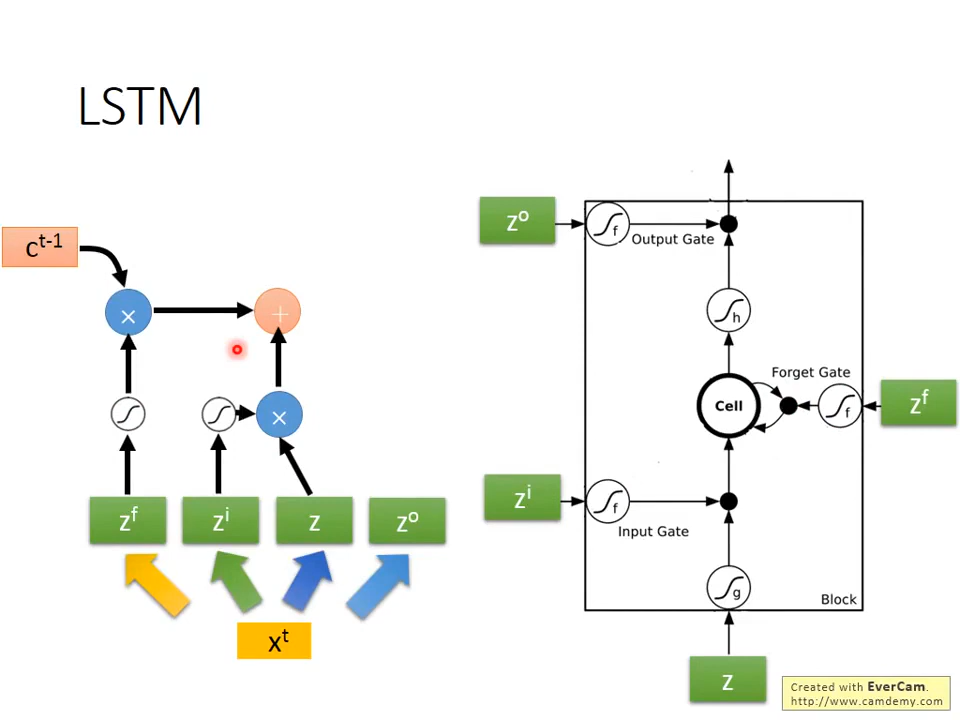 LSTM
c^t-1
×
+
×
z^f
z^i
z
z^o
x^t
z^o
f
Output Gate
h
Forget Gate
Cell
f
z^f
z^i
f
Input Gate
g
Block
z
Created with EverCam.
http://www.camdemy.com